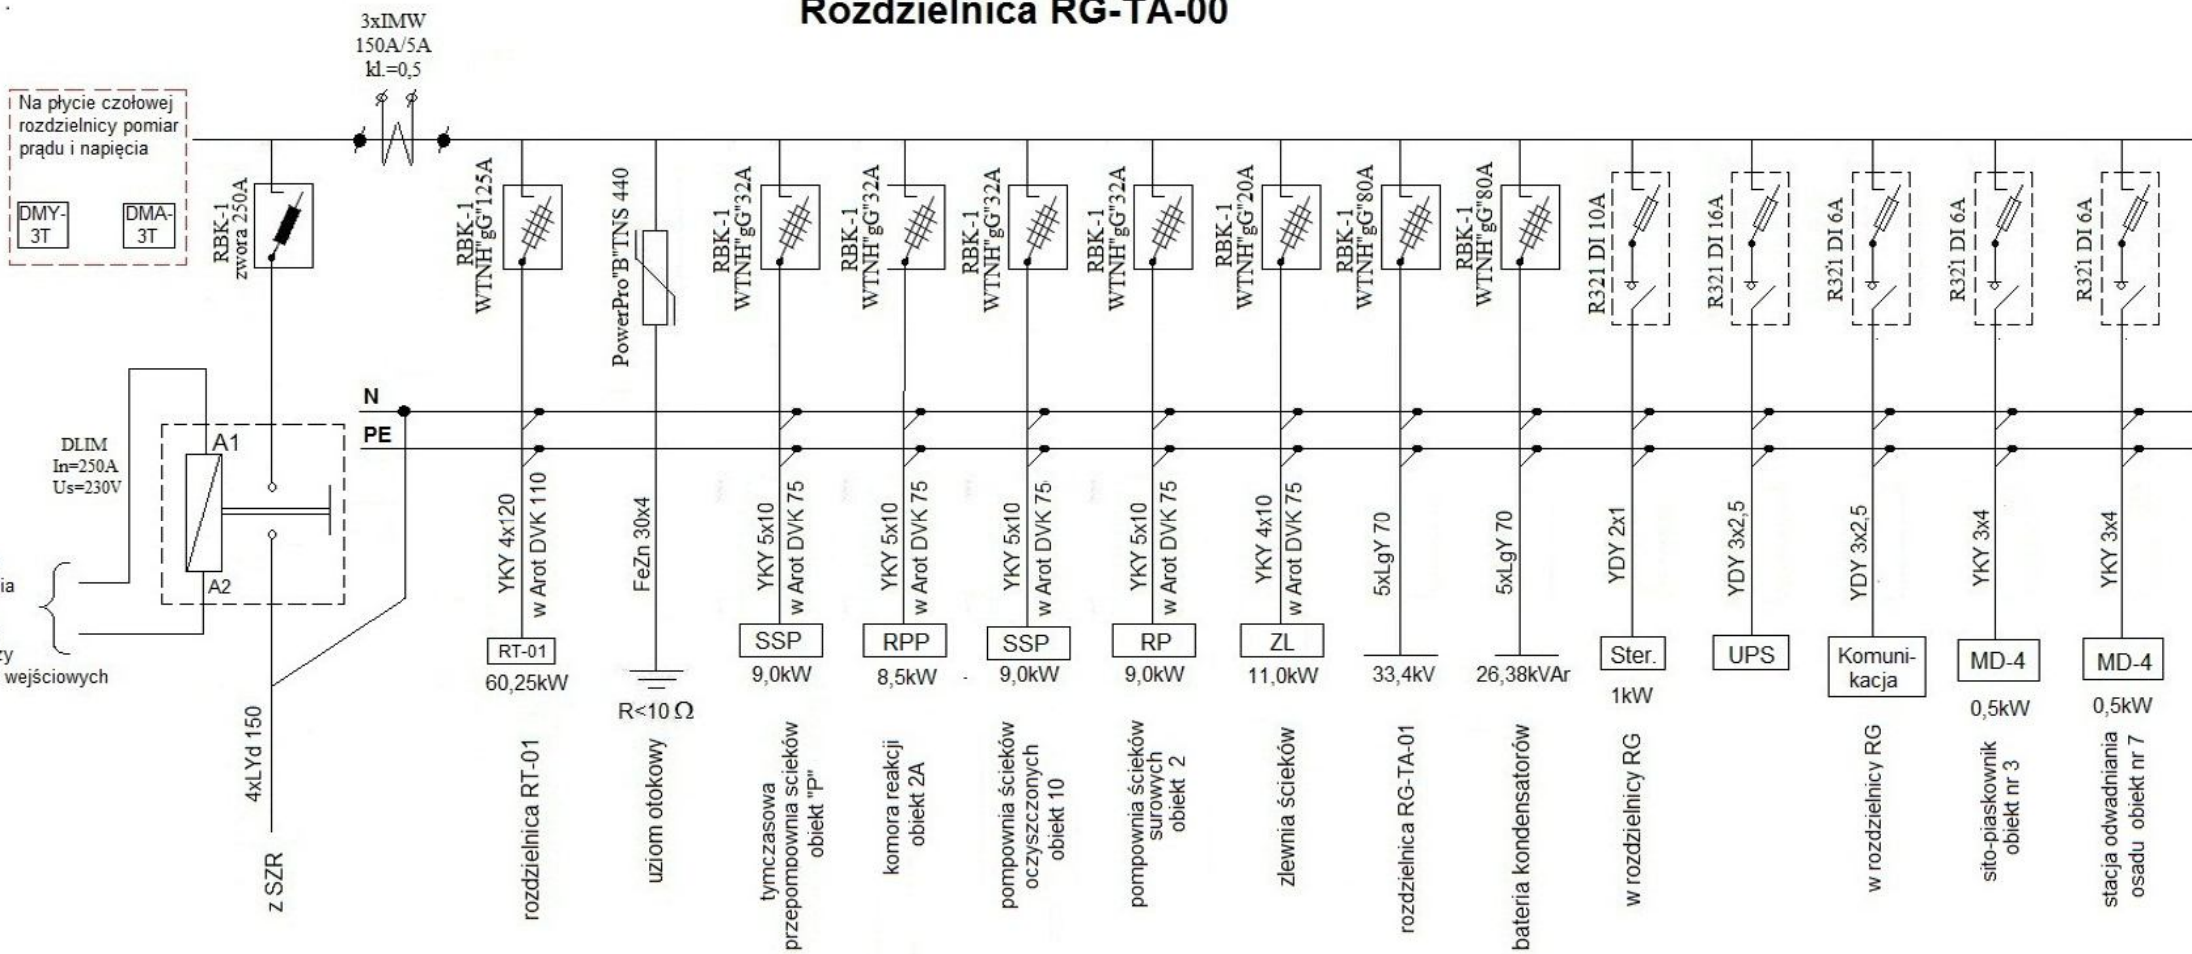 Rozdzielnica RG-TA-00
3xIMW
150A/5A
kl.=0,5
Na płycie czołowej
rozdzielnicy pomiar
prądu i napięcia
DMY-
3T
DMA-
3T
RBK-1
zwora 250A
RBK-1
WTNH"gG"125A
PowerPro"B"TNS 440
RBK-1
WTNH"gG"32A
RBK-1
WTNH"gG"32A
RBK-1
WTNH"gG"32A
RBK-1
WTNH"gG"32A
RBK-1
WTNH"gG"20A
RBK-1
WTNH"gG"80A
RBK-1
WTNH"gG"80A
R321 DI 10A
R321 DI 16A
R321 DI 6A
R321 DI 6A
R321 DI 6A
N
PE
DLIM
In=250A
Us=230V
A1
A2
ia
zy
wejściowych
4xLYd 150
z SZR
YKY 4x120
w Arot DVK 110
FeZn 30x4
YKY 5x10
w Arot DVK 75
YKY 5x10
w Arot DVK 75
YKY 5x10
w Arot DVK 75
YKY 5x10
w Arot DVK 75
YKY 4x10
w Arot DVK 75
5xLgY 70
5xLgY 70
YDY 2x1
YDY 3x2,5
YDY 3x2,5
YKY 3x4
YKY 3x4
RT-01
60,25kW
R<10 Ω
SSP
9,0kW
RPP
8,5kW
SSP
9,0kW
RP
9,0kW
ZL
11,0kW
33,4kV
26,38kVAr
Ster.
1kW
UPS
Komuni-
kacja
MD-4
0,5kW
MD-4
0,5kW
rozdzielnica RT-01
uziom otokowy
tymczasowa
przepompownia scieków
obiekt "P"
komora reakcji
obiekt 2A
pompownia ścieków
oczyszczonych
obiekt 10
pompownia ścieków
surowych
obiekt 2
zlewnia ścieków
rozdzielnica RG-TA-01
bateria kondensatorów
w rozdzielnicy RG
w rozdzielnicy RG
sito-piaskownik
obiekt nr 3
stacja odwadniania
osadu obiekt nr 7